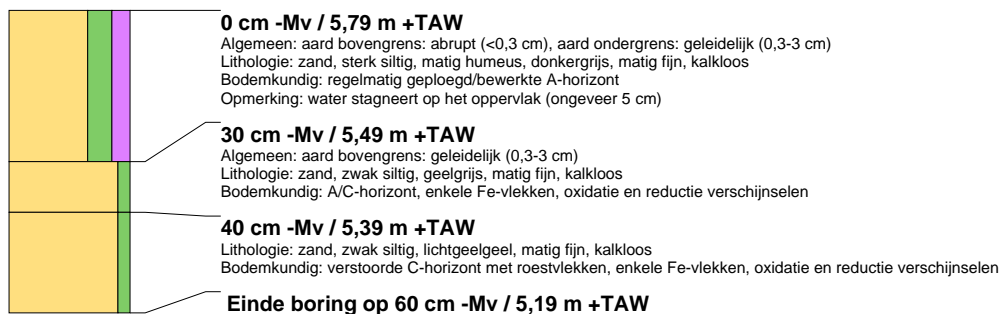 0 cm -Mv / 5,79 m +TAW
Algemeen: aard bovengrens: abrupt (<0,3 cm), aard ondergrens: geleidelijk (0,3-3 cm)
Lithologie: zand, sterk siltig, matig humeus, donkergrijs, matig fijn, kalkloos
Bodemkundig: regelmatig geploegd/bewerkte A-horizont
Opmerking: water stagneert op het oppervlak (ongeveer 5 cm)
30 cm -Mv / 5,49 m +TAW
Algemeen: aard bovengrens: geleidelijk (0,3-3 cm)
Lithologie: zand, zwak siltig, geelgrijs, matig fijn, kalkloos
Bodemkundig: A/C-horizont, enkele Fe-vlekken, oxidatie en reductie verschijnselen
40 cm -Mv / 5,39 m +TAW
Lithologie: zand, zwak siltig, lichtgeelgeel, matig fijn, kalkloos
Bodemkundig: verstoorde C-horizont met roestvlekken, enkele Fe-vlekken, oxidatie en reductie verschijnselen
Einde boring op 60 cm -Mv / 5,19 m +TAW